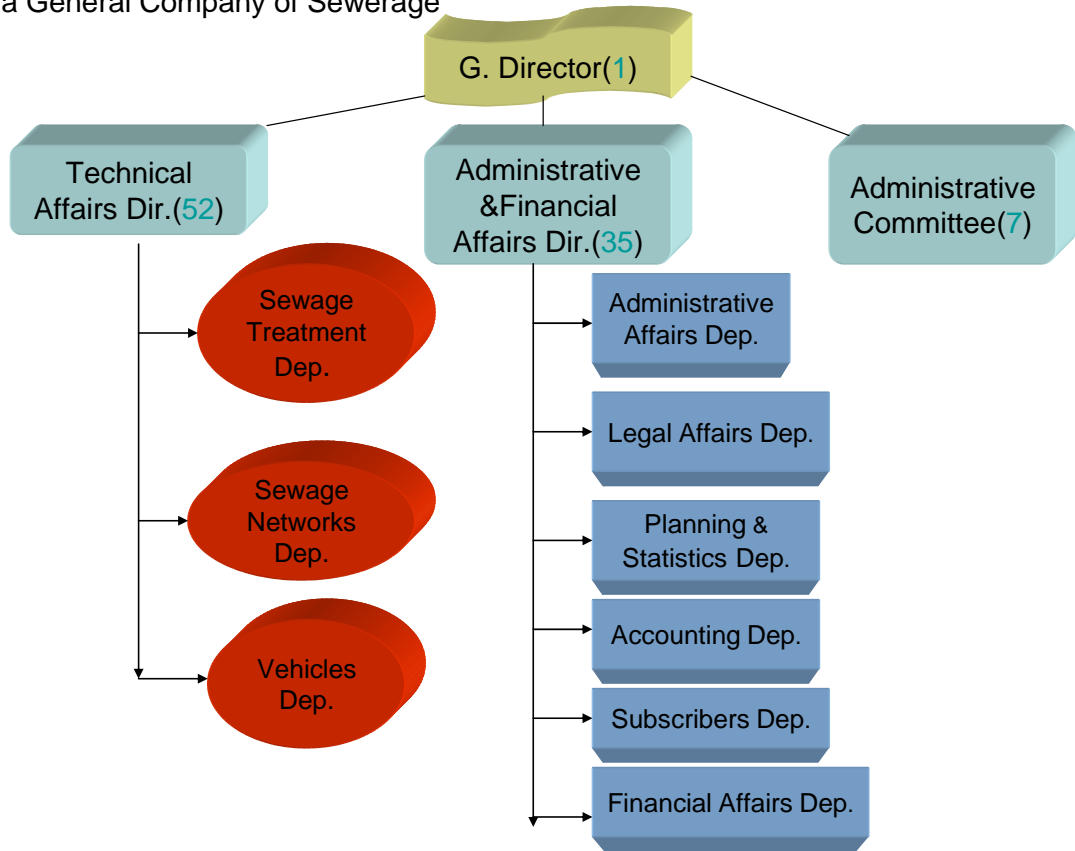 a General Company of Sewerage
G. Director(1)
Technical
Affairs Dir.(52)
Administrative
&Financial
Affairs Dir.(35)
Administrative
Committee(7)
Sewage
Treatment
Dep.
Sewage
Networks
Dep.
Vehicles
Dep.
Administrative
Affairs Dep.
Legal Affairs Dep.
Planning &
Statistics Dep.
Accounting Dep.
Subscribers Dep.
Financial Affairs Dep.